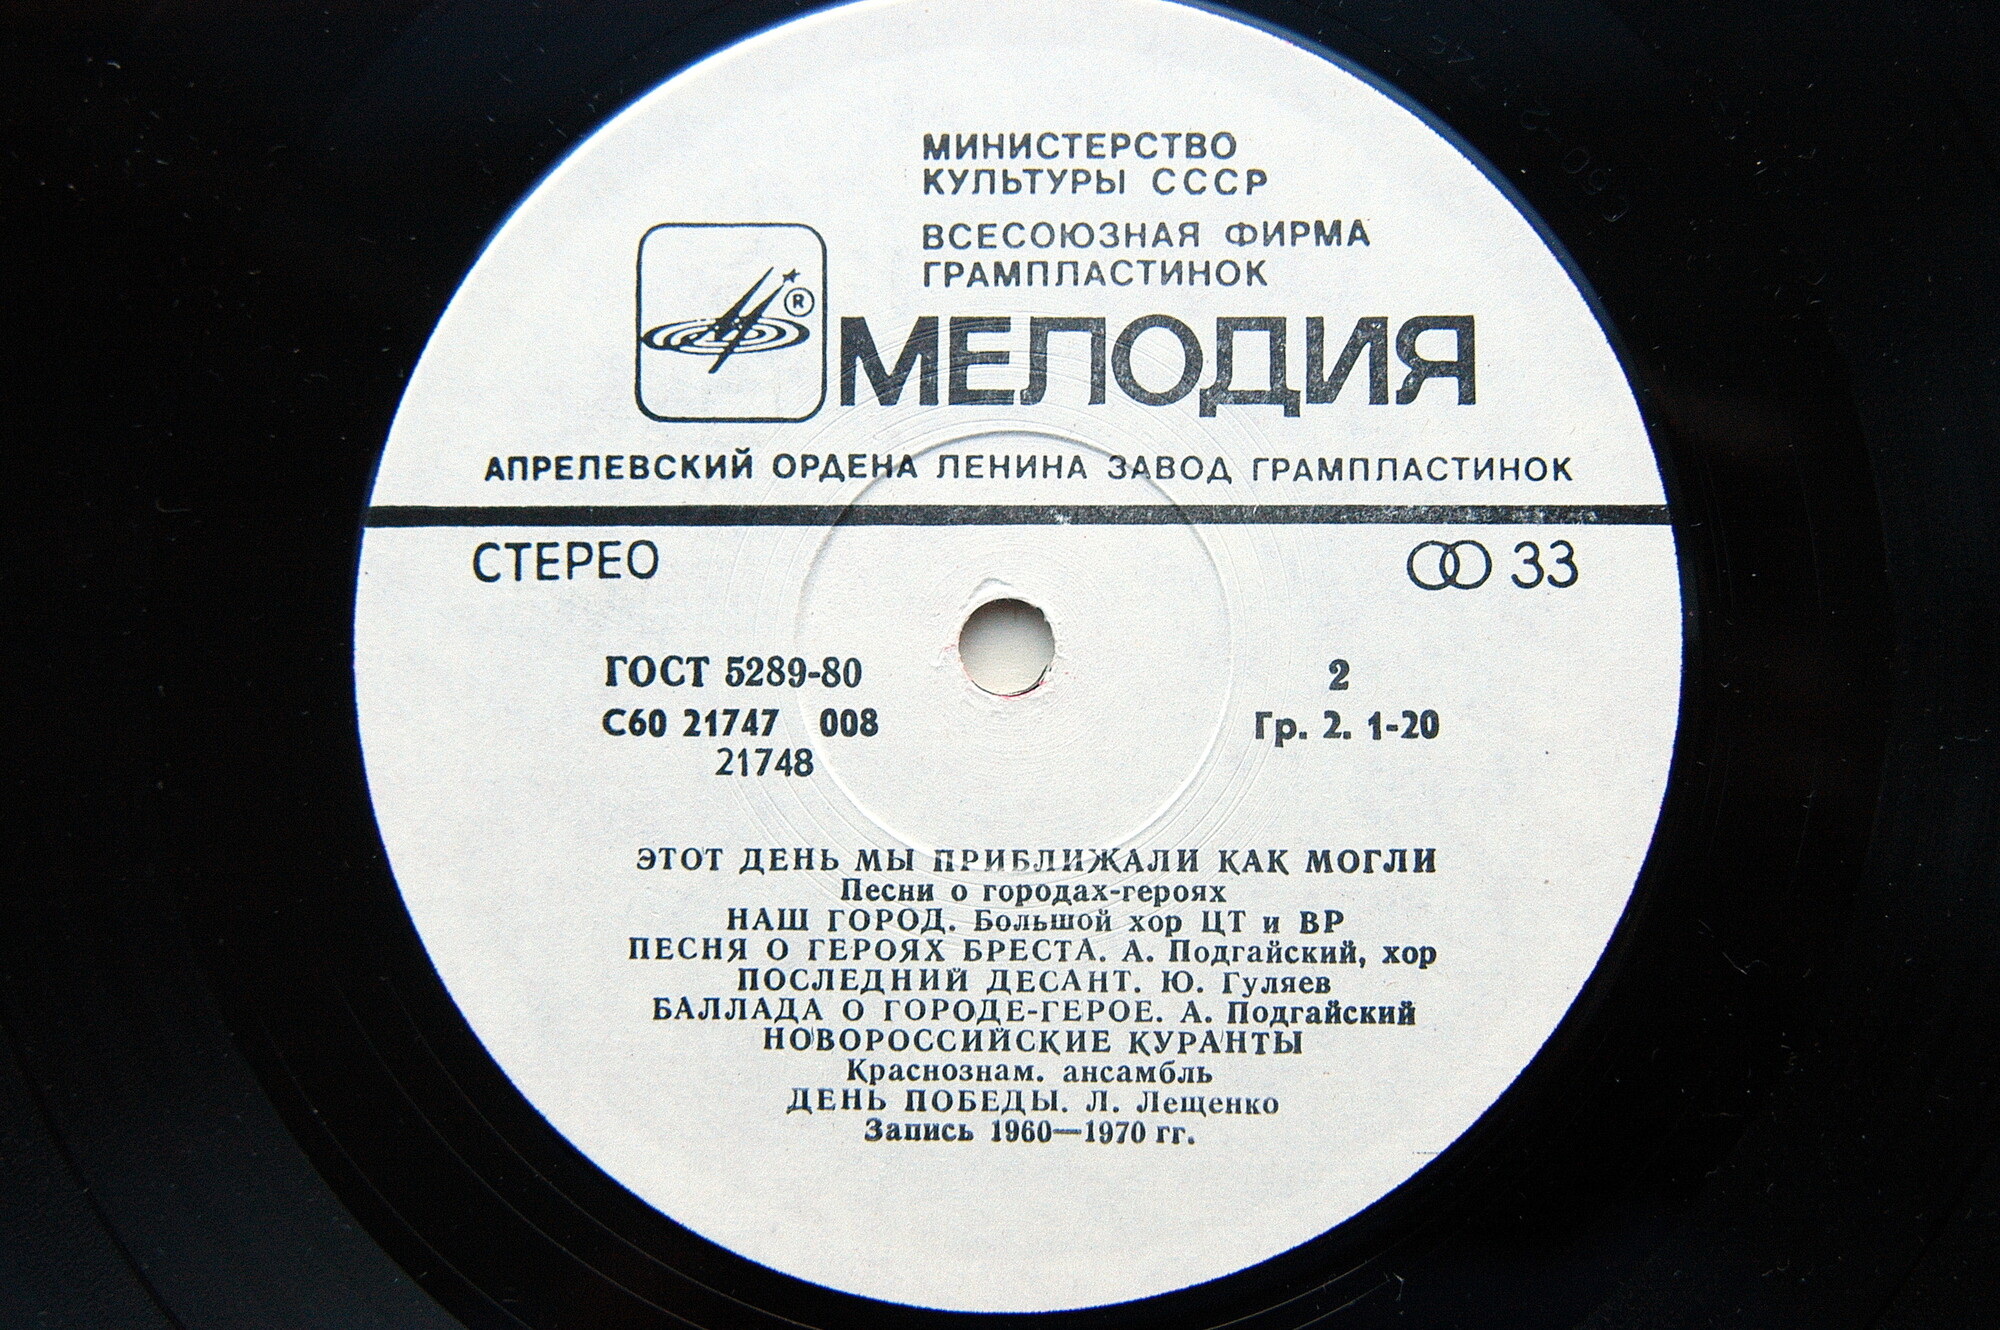 МИНИСТЕРСТВО
КУЛЬТУРЫ СССР
ВСЕСОЮЗНАЯ ФИРМА
ГРАМПЛАСТИНОК
®
МЕЛОДИЯ
АПРЕЛЕВСКИЙ ОРДЕНА ЛЕНИНА ЗАВОД ГРАМПЛАСТИНОК
СТЕРЕО 33
ГОСТ 5289-80 2
С60 21747 008 Гр. 2. 1-20
21748
ЭТОТ ДЕНЬ МЫ ПРИБЛИЖАЛИ КАК МОГЛИ
Песни о городах-героях
НАШ ГОРОД. Большой хор ЦТ и ВР
ПЕСНЯ О ГЕРОЯХ БРЕСТА. А. Подгайский, хор
ПОСЛЕДНИЙ ДЕСАНТ. Ю. Гуляев
БАЛЛАДА О ГОРОДЕ-ГЕРОЕ. А. Подгайский
НОВОРОССИЙСКИЕ КУРАНТЫ
Краснознам. ансамбль
ДЕНЬ ПОБЕДЫ. Л. Лещенко
Запись 1960—1970 гг.